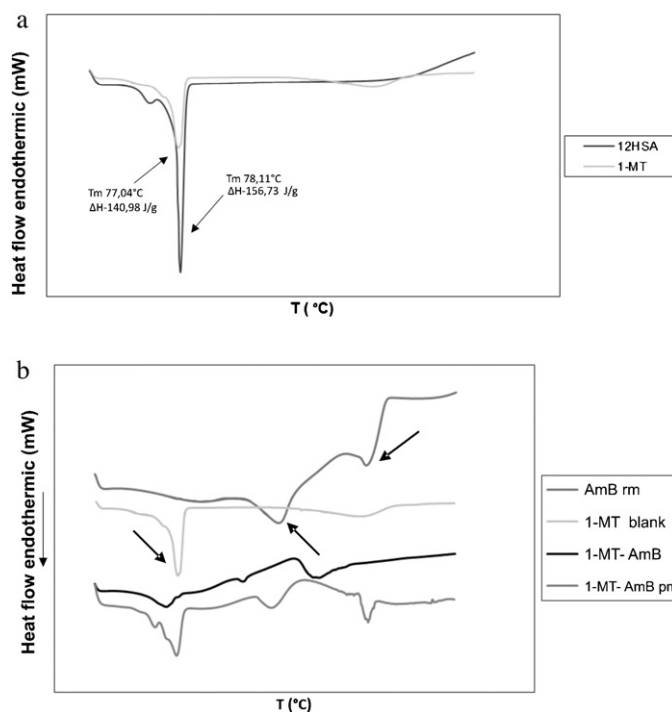 a
Heat flow endothermic (mW)
Tm 77,04°C
ΔH-140,98 J/g
Tm 78,11°C
ΔH-156,73 J/g
T ( °C)
12HSA
1-MT
b
Heat flow endothermic (mW)
T (°C)
AmB rm
1-MT blank
1-MT- AmB
1-MT- AmB